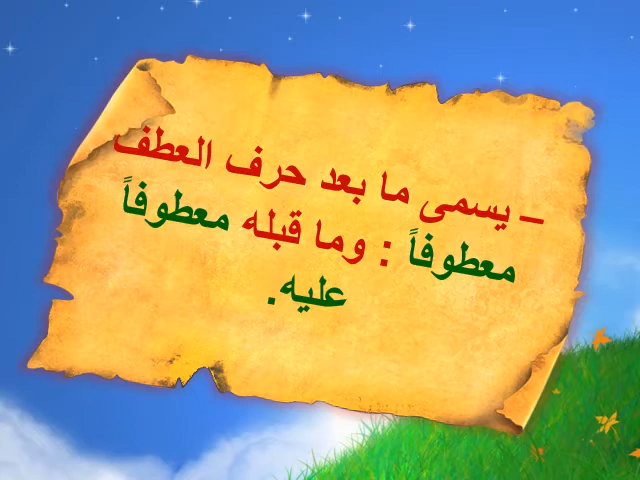 – يسمى ما بعد حرف العطف
معطوفاً : وما قبله معطوفاً
عليه.